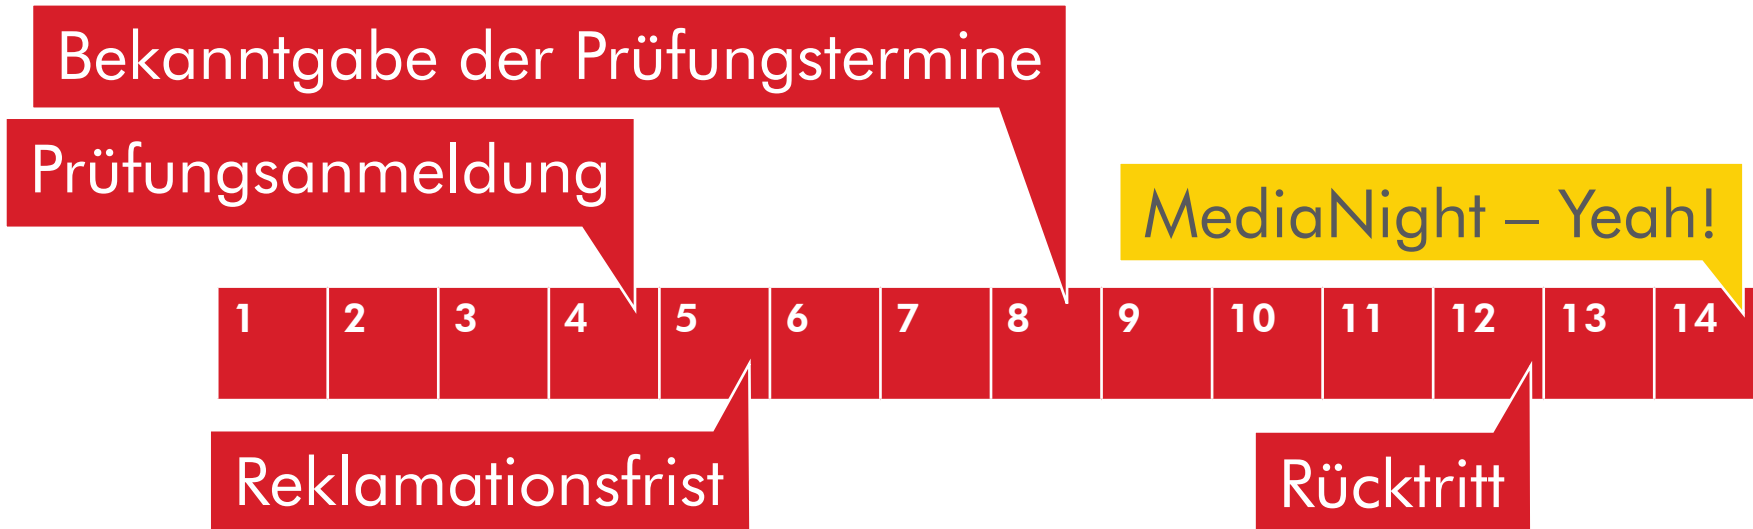 Bekanntgabe der Prüfungstermine
Prüfungsanmeldung
MediaNight – Yeah!
1 2 3 4 5 6 7 8 9 10 11 12 13 14
Reklamationsfrist
Rücktritt